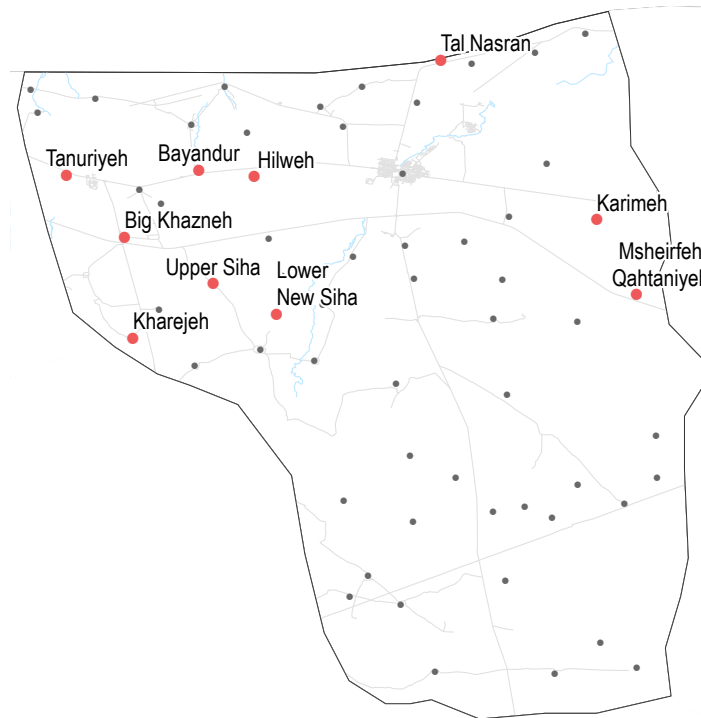 Tal Nasran
Tanuriyeh
Bayandur
Hilweh
Karimeh
Big Khazneh
Msheirfeh
Qahtaniyeh
Upper Siha
Lower
New Siha
Kharejeh